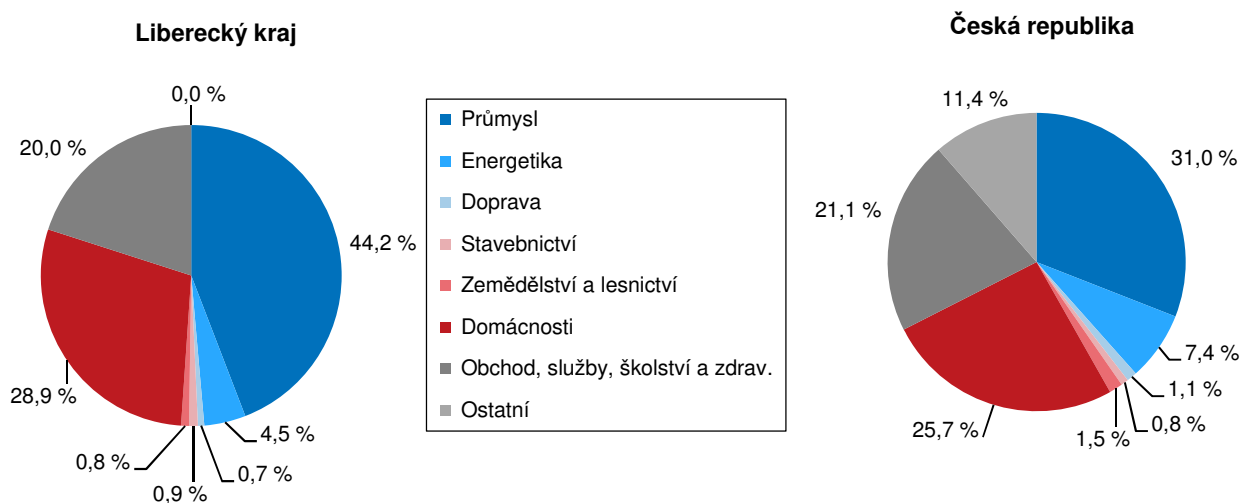 Liberecký kraj
0,0 %
20,0 %
44,2 %
28,9 %
4,5 %
0,8 %
0,7 %
0,9 %
Průmysl
Energetika
Doprava
Stavebnictví
Zemědělství a lesnictví
Domácnosti
Obchod, služby, školství a zdrav.
Ostatní
Česká republika
11,4 %
31,0 %
21,1 %
7,4 %
1,1 %
25,7 %
0,8 %
1,5 %